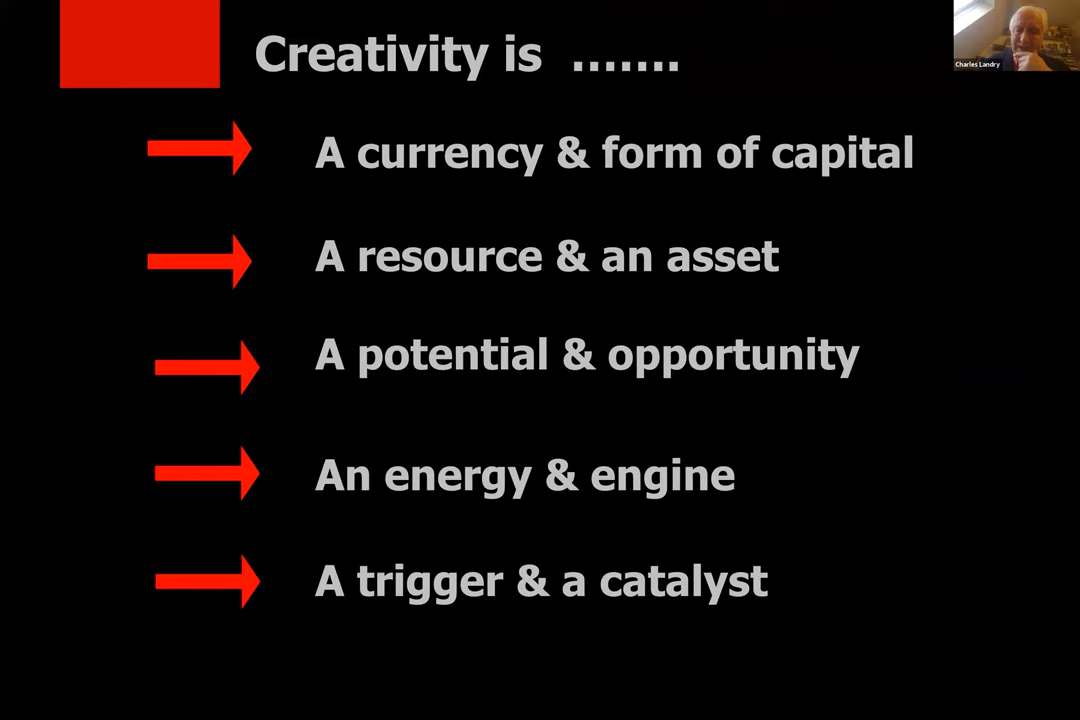 Creativity is .......
Charles Landry
A currency & form of capital
A resource & an asset
A potential & opportunity
An energy & engine
A trigger & a catalyst